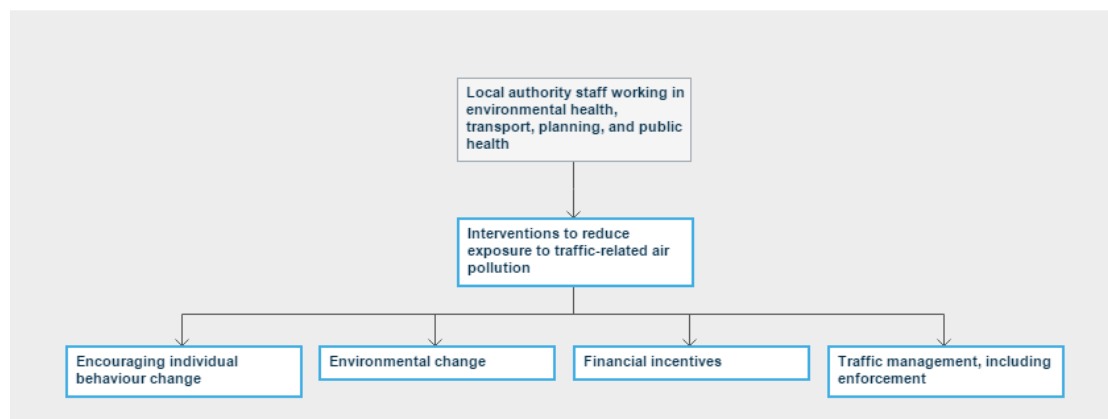 Local authority staff working in
environmental health,
transport, planning, and public
health
Interventions to reduce
exposure to traffic-related air
pollution
Encouraging individual
behaviour change
Environmental change
Financial incentives
Traffic management, including
enforcement